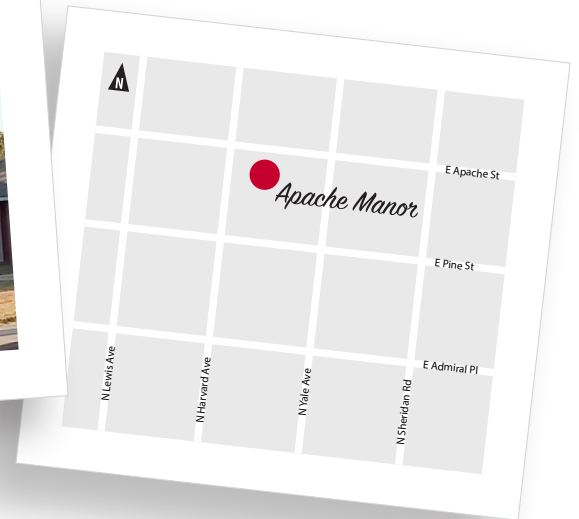 N
E Apache St
Apache Manor
E Pine St
E Admiral Pl
N Lewis Ave
N Harvard Ave
N Yale Ave
N Sheridan Rd